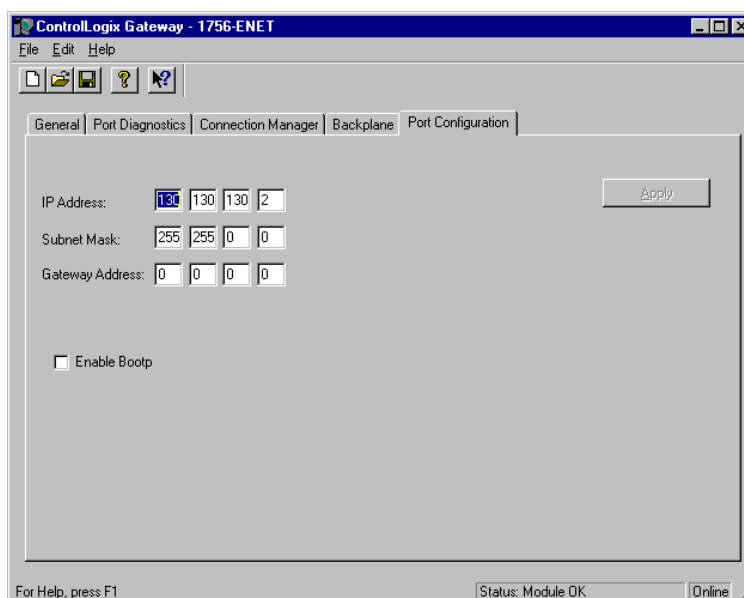 ControlLogix Gateway - 1756-ENET
File Edit Help
General Port Diagnostics Connection Manager Backplane Port Configuration
IP Address: 130 130 130 2
Apply
Subnet Mask: 255 255 0 0
Gateway Address: 0 0 0 0
Enable Bootp
For Help, press F1 Status: Module OK Online